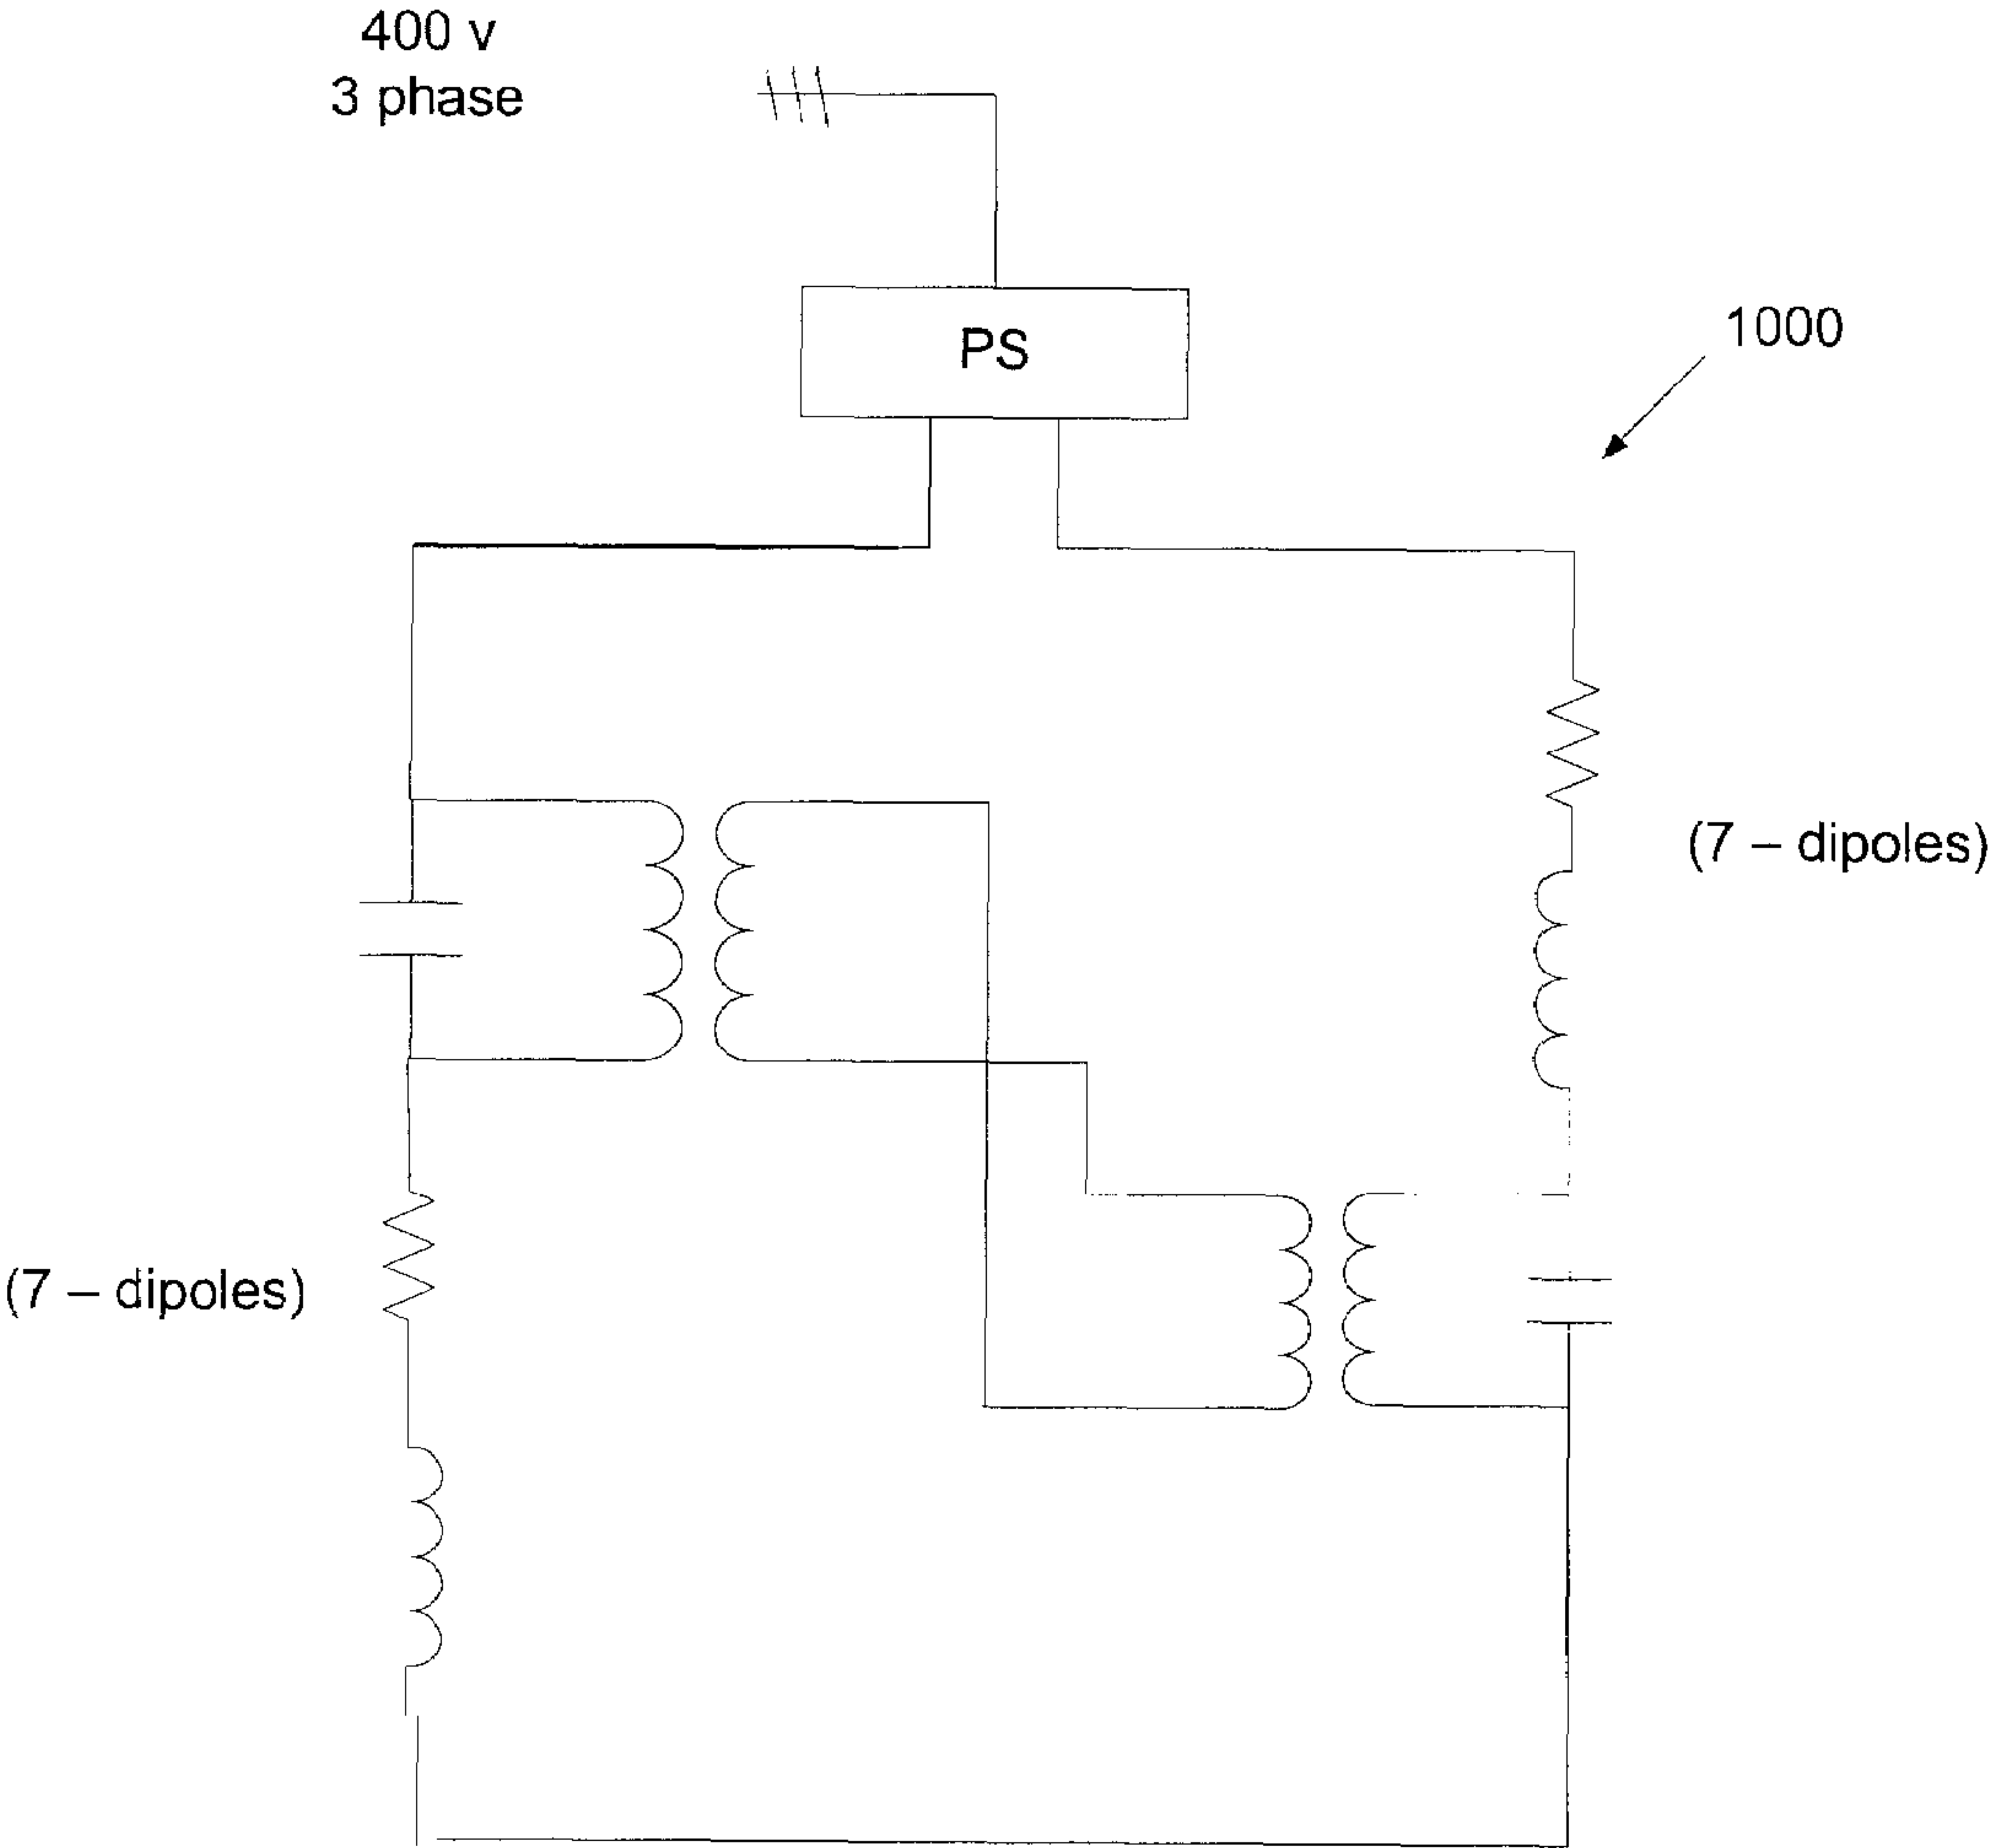 400 v
3 phase
PS
1000
(7 – dipoles)
(7 – dipoles)